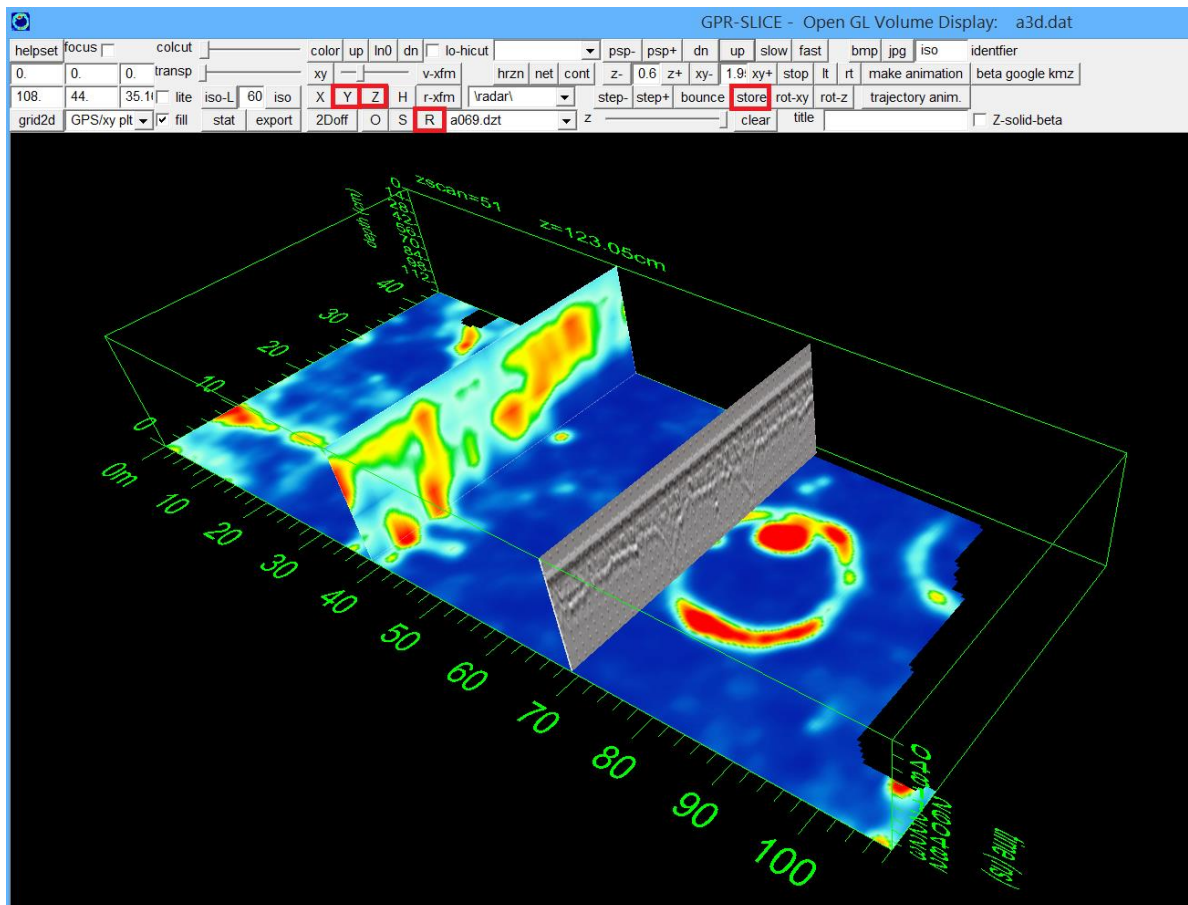 GPR-SLICE - Open GL Volume Display: a3d.dat
helpset focus colcut color up ln0 dn lo-hicut psp- psp+ dn up slow fast bmp jpg iso identfier
0. 0. 0. transp xy v-xfm hrzn net cont z- 0.6 z+ xy- xy+ stop lt rt make animation beta google kmz
108. 44. lite iso-L 60 iso X Y Z H r-xfm \radar\ step- step+ bounce store rot-xy rot-z trajectory anim.
grid2d GPS/xy plt fill stat export 2Doff O S R a069.dzt z clear title Z-solid-beta
zscan=51
z=123.05cm
depth (cm)
0
14
112
40
30
20
10
0
0m
10
20
30
40
50
60
70
80
90
100